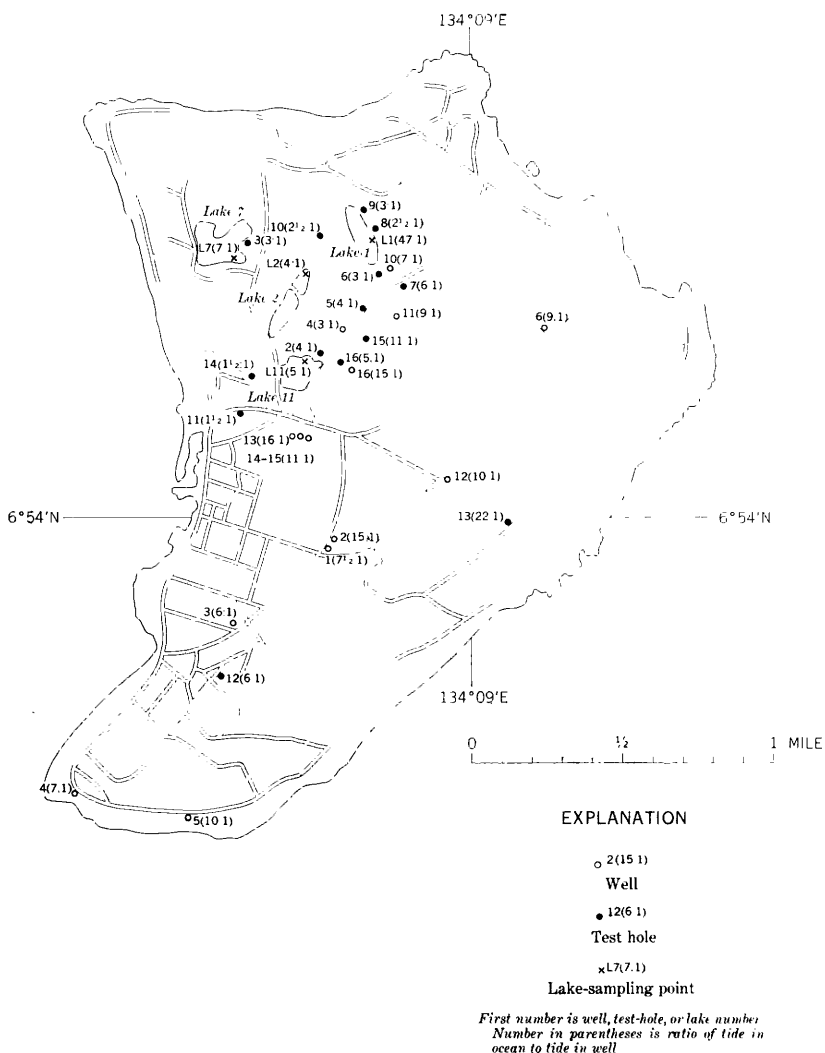 134°09'E
9(3·1)
Lake 7
10(2½·1)
8(2½·1)
L7(7·1)
3(3·1)
L1(47·1)
Lake 1
L2(4·1)
10(7·1)
6(3·1)
7(6·1)
Lake 2
5(4·1)
11(9·1)
6(9.1)
4(3·1)
15(11·1)
2(4·1)
14(1½·1)
16(5.1)
L11(5·1)
16(15·1)
Lake 11
11(1½·1)
13(16·1)
14-15(11·1)
12(10·1)
6°54'N
13(22·1)
6°54'N
2(15·1)
1(7½·1)
3(6·1)
12(6·1)
134°09'E
0 ½ 1 MILE
4(7.1)
5(10·1)
EXPLANATION
2(15·1)
Well
12(6·1)
Test hole
L7(7.1)
Lake-sampling point
First number is well, test-hole, or lake number
Number in parentheses is ratio of tide in
ocean to tide in well